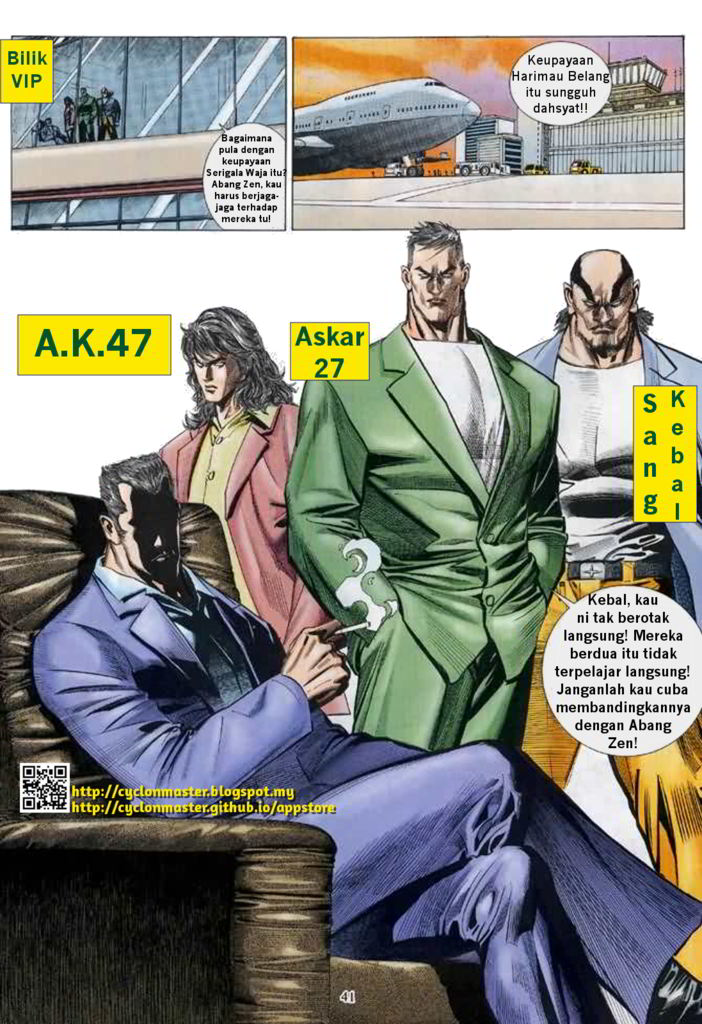 Bilik
VIP
Bagaimana
pula dengan
keupayaan
Serigala Waja itu?
Abang Zen, kau
harus berjaga-
jaga terhadap
mereka tu!
Keupayaan
Harimau Belang
itu sungguh
dahsyat!!
A.K.47
Askar
27
Sang
Kebal
Kebal, kau
ni tak berotak
langsung! Mereka
berdua itu tidak
terpelajar langsung!
Janganlah kau cuba
membandingkannya
dengan Abang
Zen!
http://cyclonmaster.blogspot.my
http://cyclonmaster.github.io/appstore
41